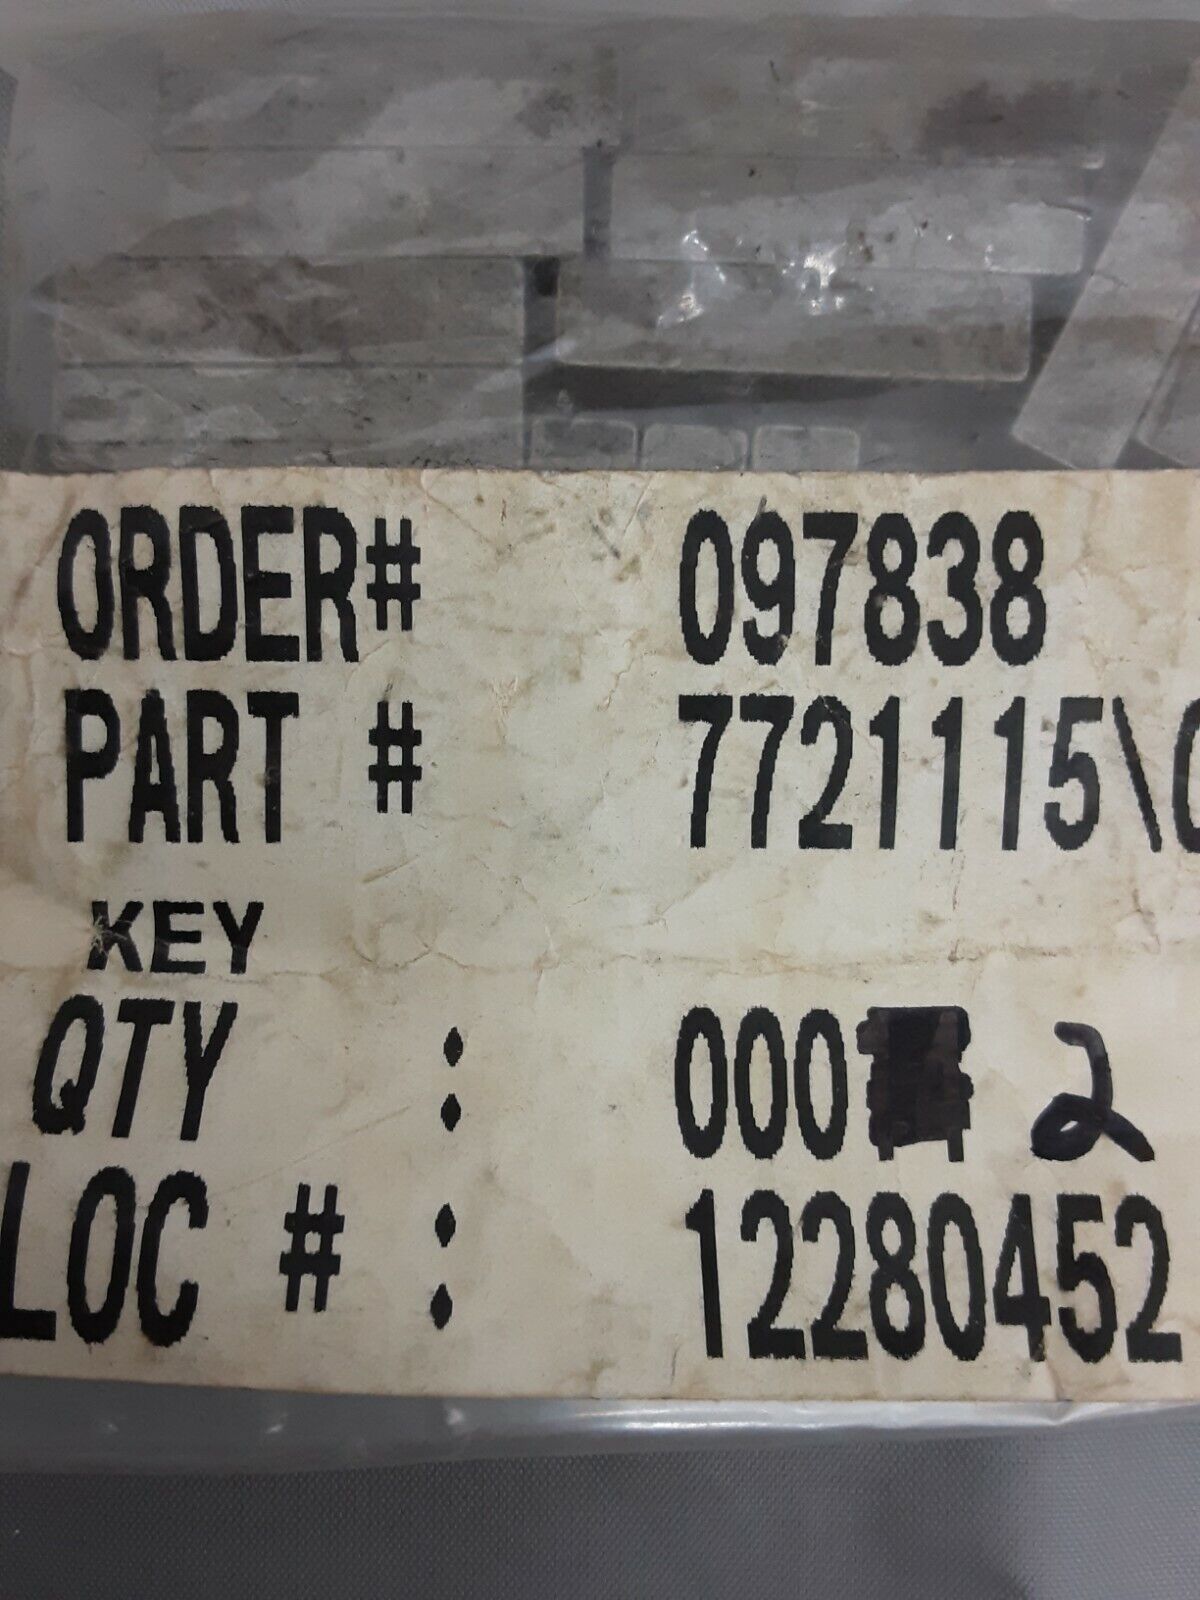 ORDER# 097838
PART # 7721115\
KEY
QTY : 000 2
LOC # : 12280452